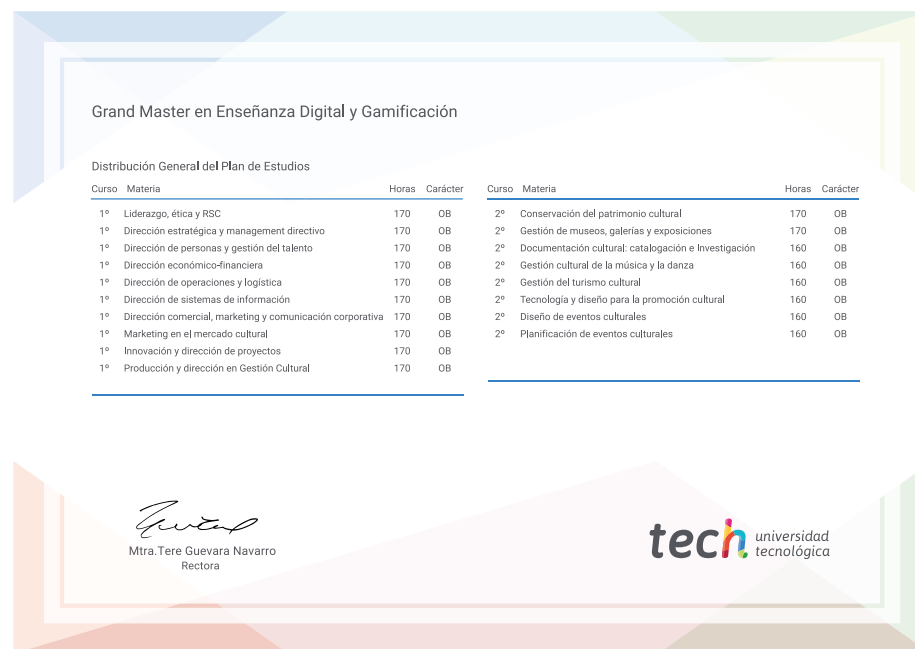 Grand Master en Enseñanza Digital y Gamificación
Distribución General del Plan de Estudios
Curso Materia Horas Carácter
1º Liderazgo, ética y RSC 170 OB
1º Dirección estratégica y management directivo 170 OB
1º Dirección de personas y gestión del talento 170 OB
1º Dirección económico-financiera 170 OB
1º Dirección de operaciones y logística 170 OB
1º Dirección de sistemas de información 170 OB
1º Dirección comercial, marketing y comunicación corporativa 170 OB
1º Marketing en el mercado cultural 170 OB
1º Innovación y dirección de proyectos 170 OB
1º Producción y dirección en Gestión Cultural 170 OB
Curso Materia Horas Carácter
2º Conservación del patrimonio cultural 170 OB
2º Gestión de museos, galerías y exposiciones 170 OB
2º Documentación cultural: catalogación e Investigación 160 OB
2º Gestión cultural de la música y la danza 160 OB
2º Gestión del turismo cultural 160 OB
2º Tecnología y diseño para la promoción cultural 160 OB
2º Diseño de eventos culturales 160 OB
2º Planificación de eventos culturales 160 OB
Mtra.Tere Guevara Navarro
Rectora
tech universidad
tecnológica